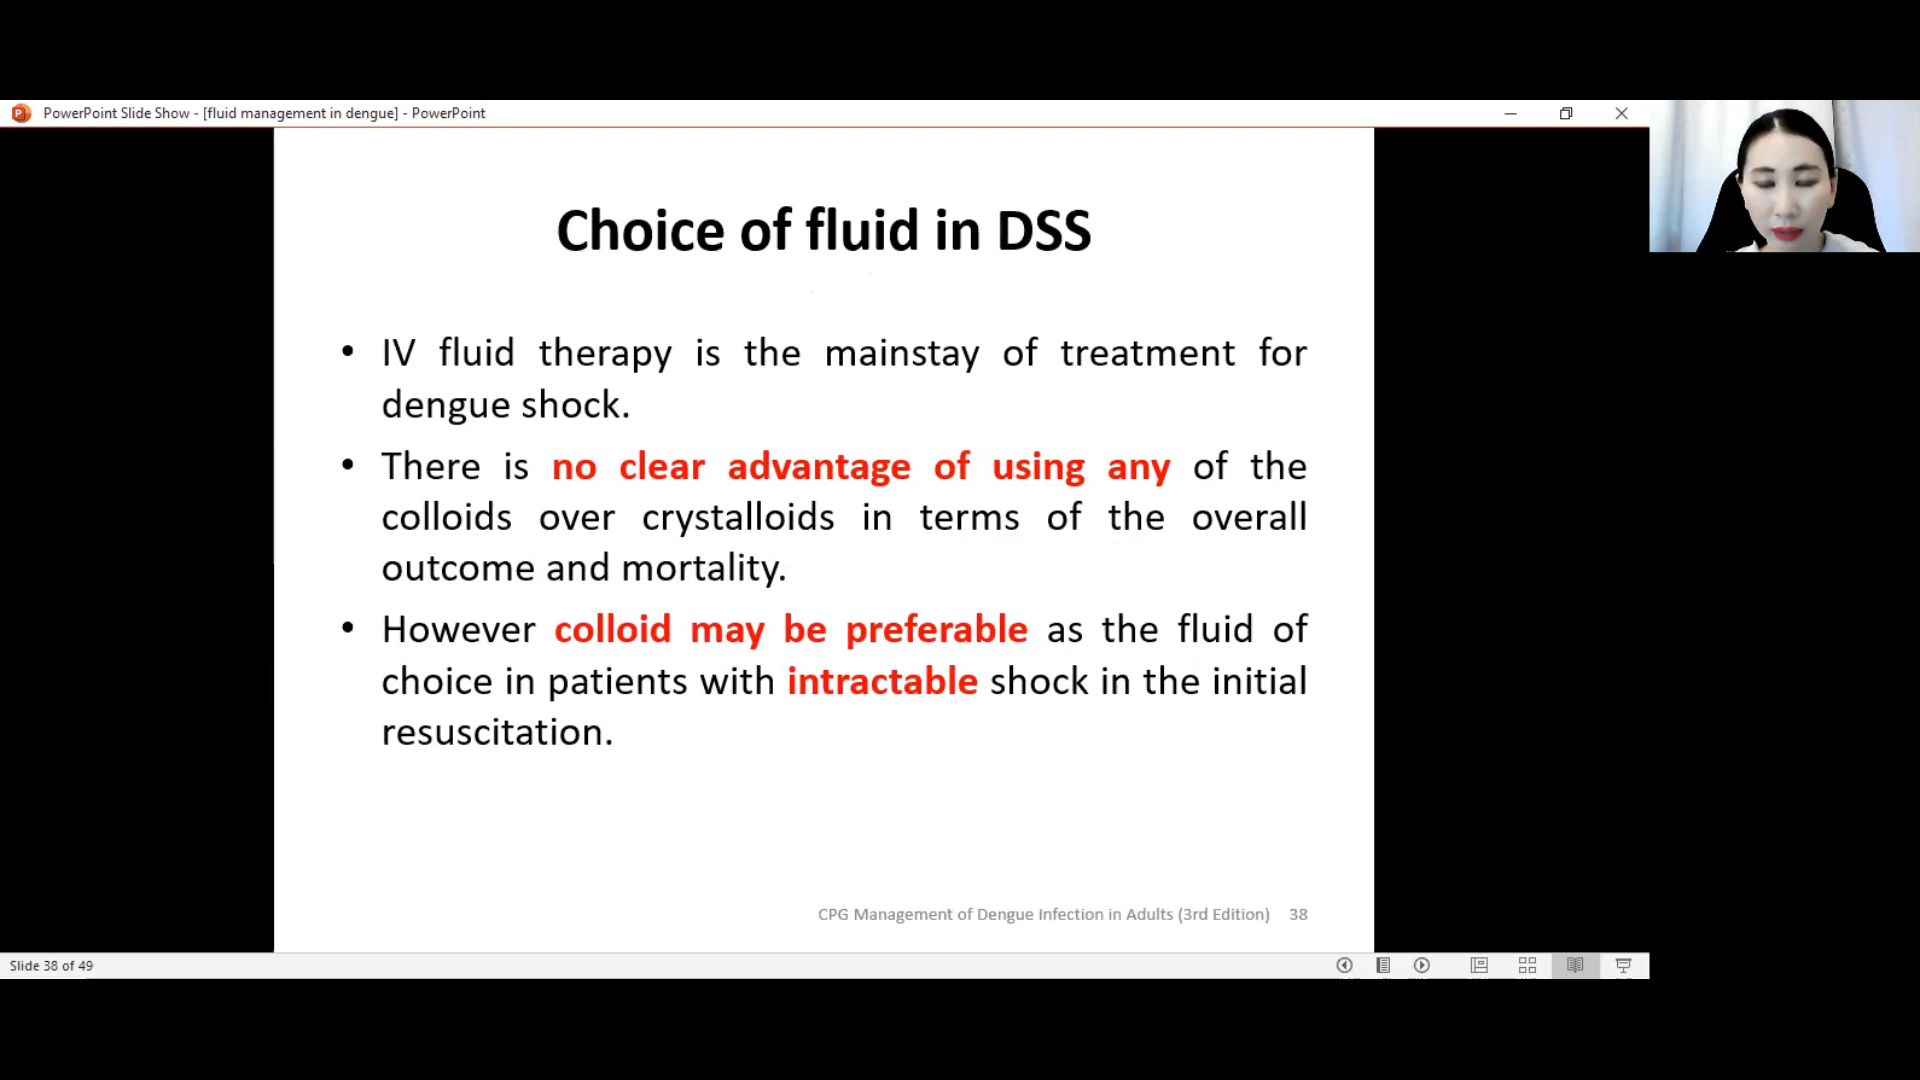 PowerPoint Slide Show - [fluid management in dengue] - PowerPoint
Choice of fluid in DSS
• IV fluid therapy is the mainstay of treatment for
dengue shock.
• There is no clear advantage of using any of the
colloids over crystalloids in terms of the overall
outcome and mortality.
• However colloid may be preferable as the fluid of
choice in patients with intractable shock in the initial
resuscitation.
CPG Management of Dengue Infection in Adults (3rd Edition) 38
Slide 38 of 49